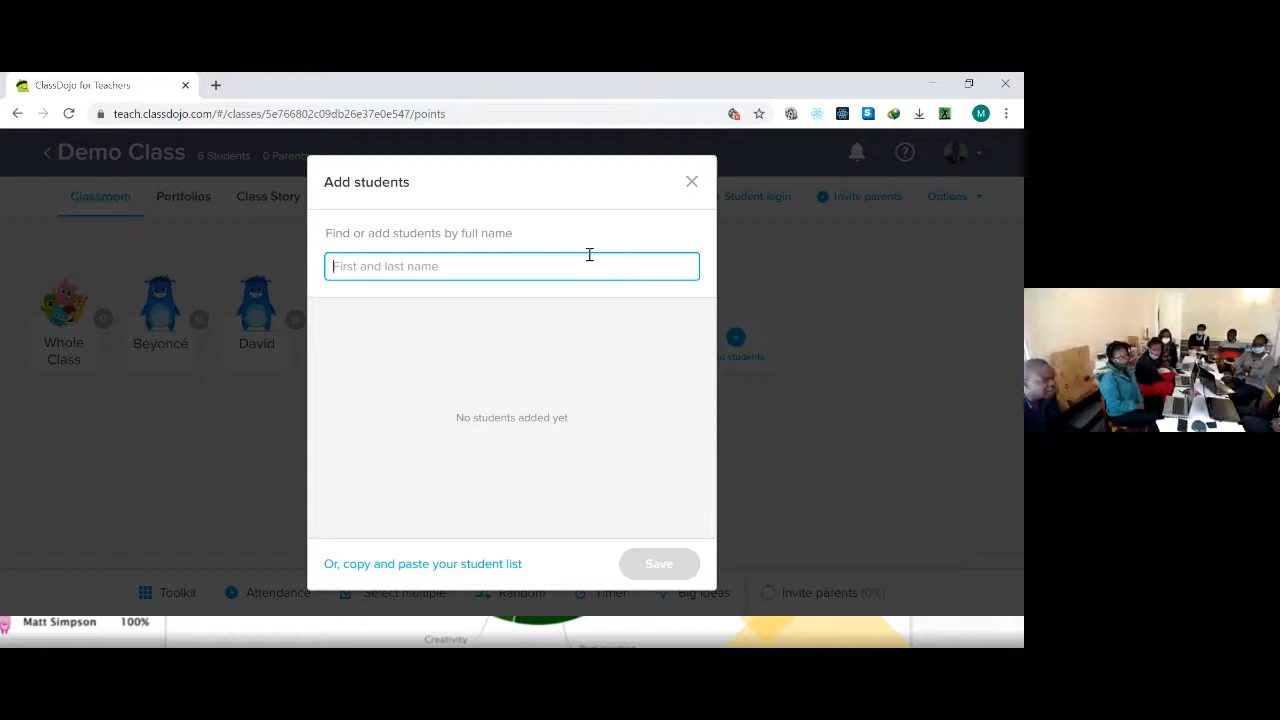 ClassDojo for Teachers
teach.classdojo.com/#/classes/5e766802c09db26e37e0e547/points
M
Demo Class 6 Students 0 Parents
Classroom Portfolios Class Story Student login Invite parents Options
Add students
Find or add students by full name
First and last name
Whole Class
Beyoncé
David
students
No students added yet
Or, copy and paste your student list
Save
Toolkit Attendance Select multiple Random Timer Big Ideas Invite parents (0%)
Matt Simpson 100%
Creativity